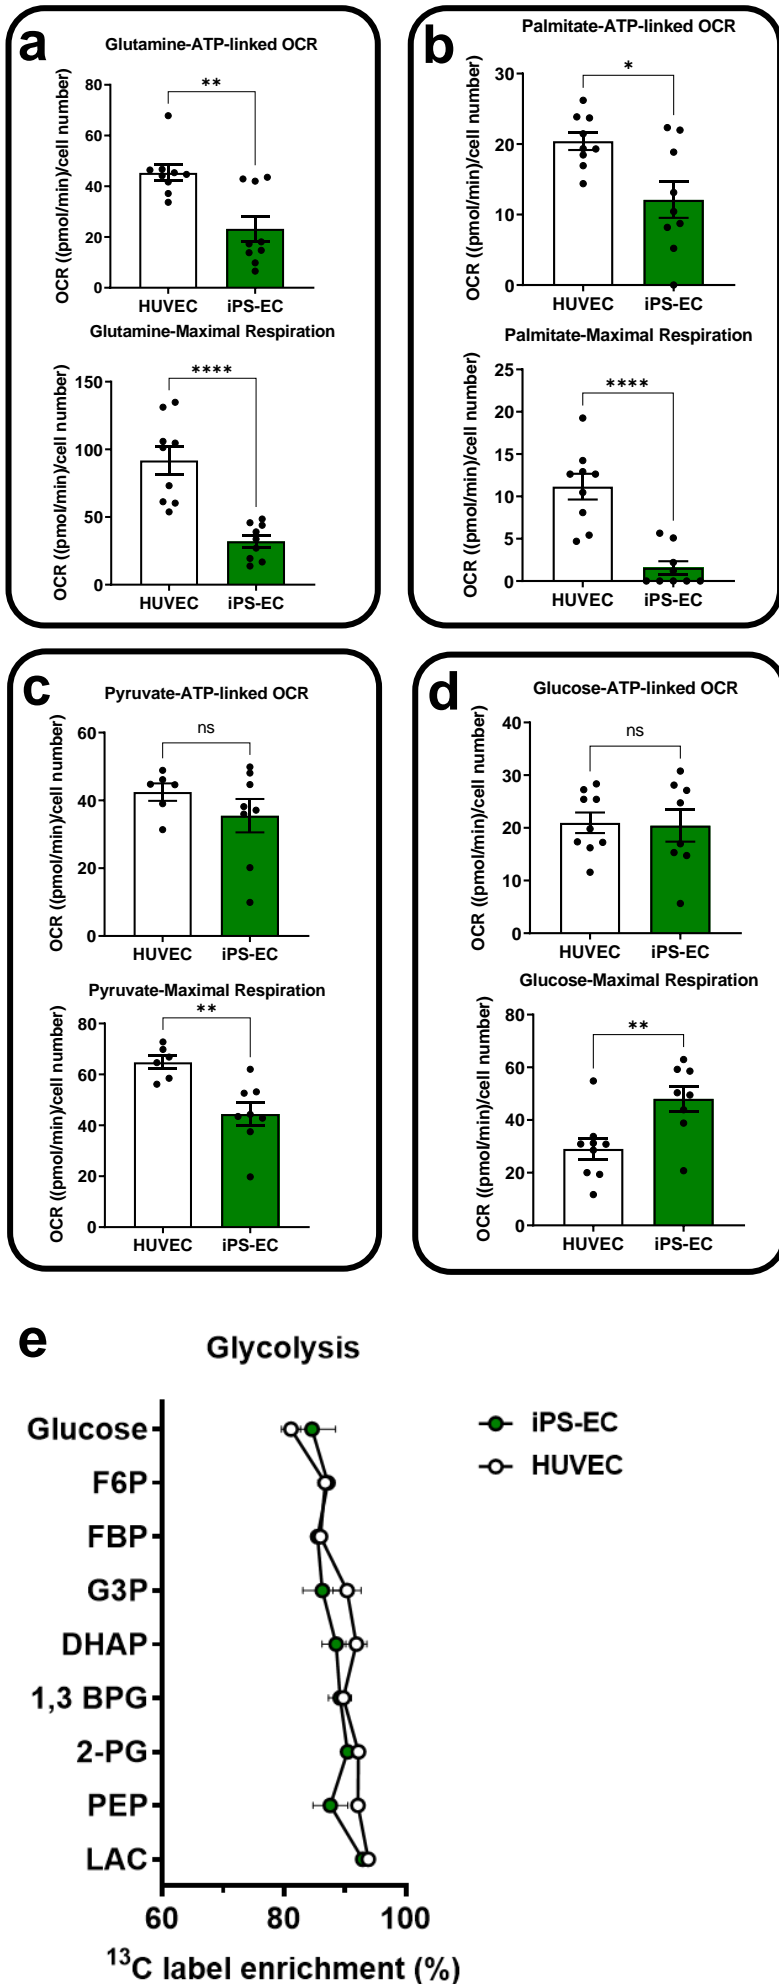 a
Glutamine-ATP-linked OCR
OCR ((pmol/min)/cell number)
80
60
40
20
0
**
HUVEC
iPS-EC
Glutamine-Maximal Respiration
OCR ((pmol/min)/cell number)
150
100
50
0
****
HUVEC
iPS-EC
b
Palmitate-ATP-linked OCR
OCR ((pmol/min)/cell number)
30
20
10
0
*
HUVEC
iPS-EC
Palmitate-Maximal Respiration
OCR ((pmol/min)/cell number)
25
20
15
10
5
0
****
HUVEC
iPS-EC
c
Pyruvate-ATP-linked OCR
OCR ((pmol/min)/cell number)
60
40
20
0
ns
HUVEC
iPS-EC
Pyruvate-Maximal Respiration
OCR ((pmol/min)/cell number)
80
60
40
20
0
**
HUVEC
iPS-EC
d
Glucose-ATP-linked OCR
OCR ((pmol/min)/cell number)
40
30
20
10
0
ns
HUVEC
iPS-EC
Glucose-Maximal Respiration
OCR ((pmol/min)/cell number)
80
60
40
20
0
**
HUVEC
iPS-EC
e
Glycolysis
Glucose
F6P
FBP
G3P
DHAP
1,3 BPG
2-PG
PEP
LAC
60
80
100
¹³C label enrichment (%)
iPS-EC
HUVEC